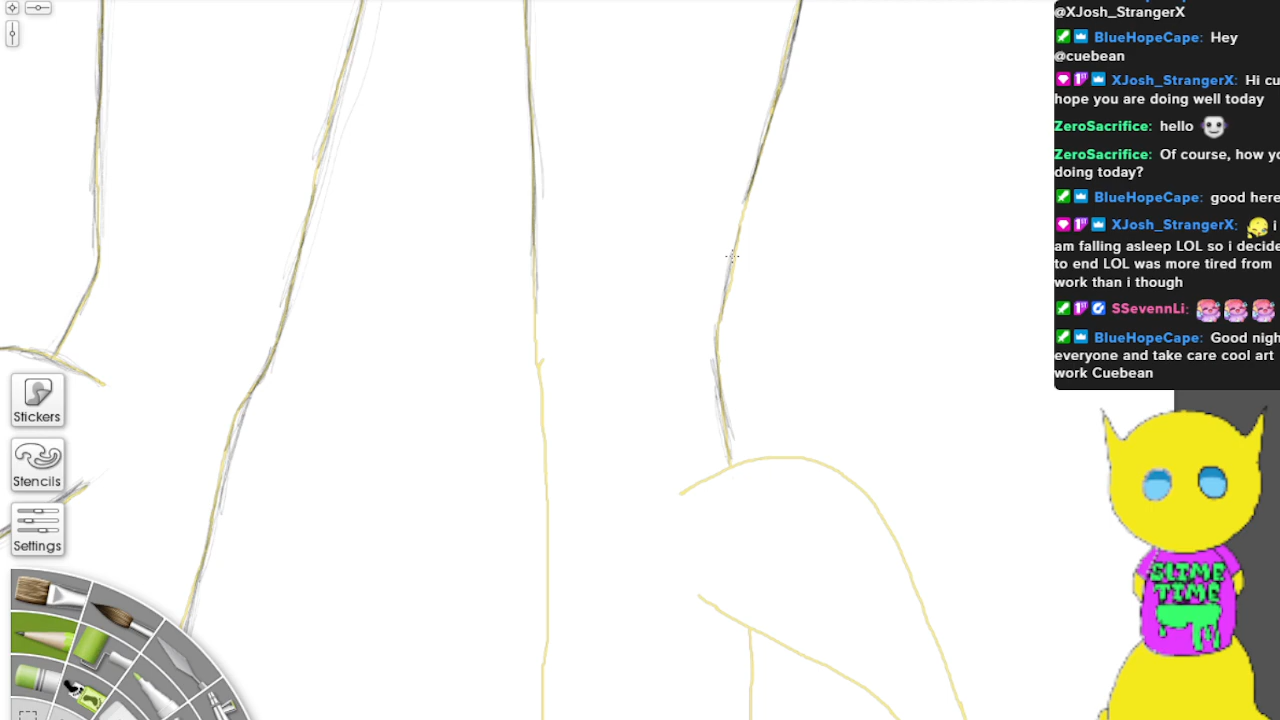 @XJosh_StrangerX
BlueHopeCape: Hey
@cuebean
XJosh_StrangerX: Hi cu
hope you are doing well today
ZeroSacrifice: hello
ZeroSacrifice: Of course, how yo
doing today?
BlueHopeCape: good here
XJosh_StrangerX: i
am falling asleep LOL so i decide
to end LOL was more tired from
work than i though
SSevennLi:
BlueHopeCape: Good nigh
everyone and take care cool art
work Cuebean
Stickers
Stencils
Settings
SLIME
TIME